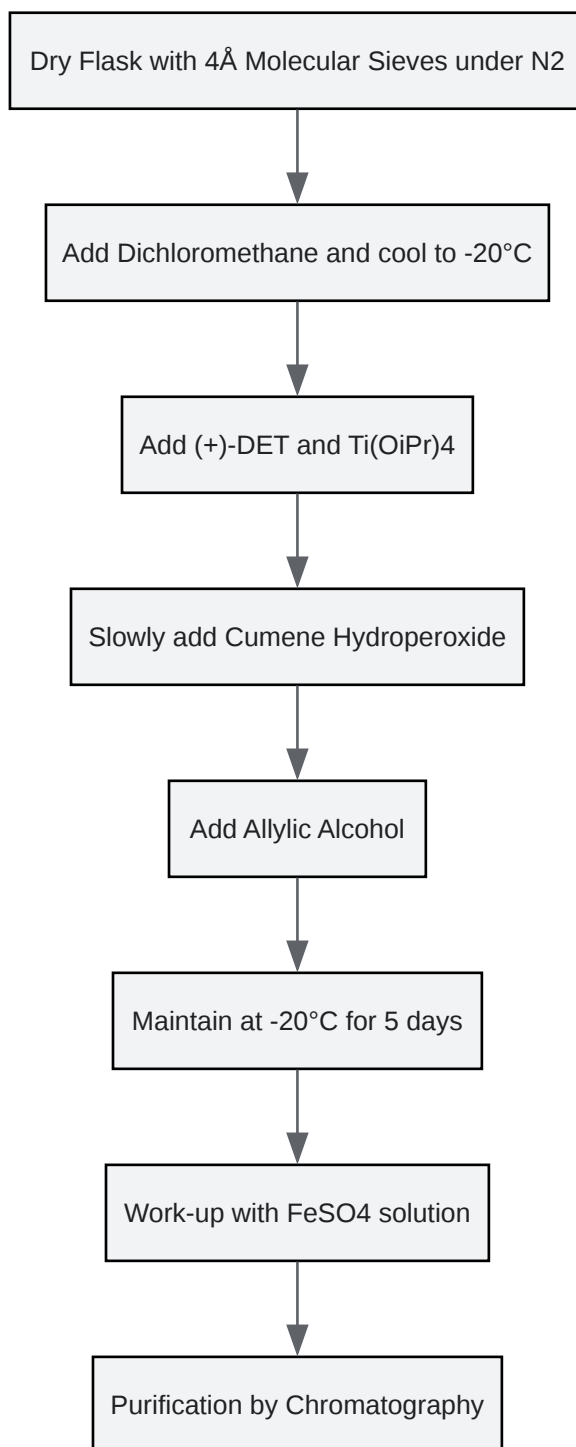 Dry Flask with 4Å Molecular Sieves under N2
Add Dichloromethane and cool to -20°C
Add (+)-DET and Ti(OiPr)4
Slowly add Cumene Hydroperoxide
Add Allylic Alcohol
Maintain at -20°C for 5 days
Work-up with FeSO4 solution
Purification by Chromatography